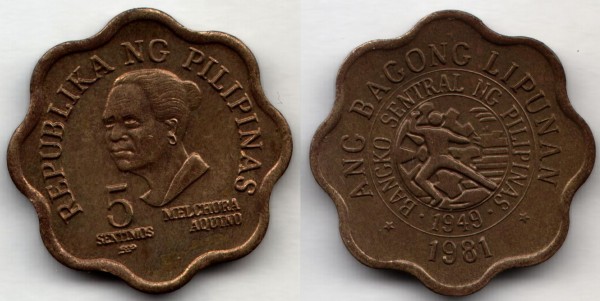 REPUBLIKA NG PILIPINAS
5
SENTIMOS
MELCHORA
AQUINO
ANG BAGONG LIPUNAN
BANGKO SENTRAL NG PILIPINAS
1949
1981